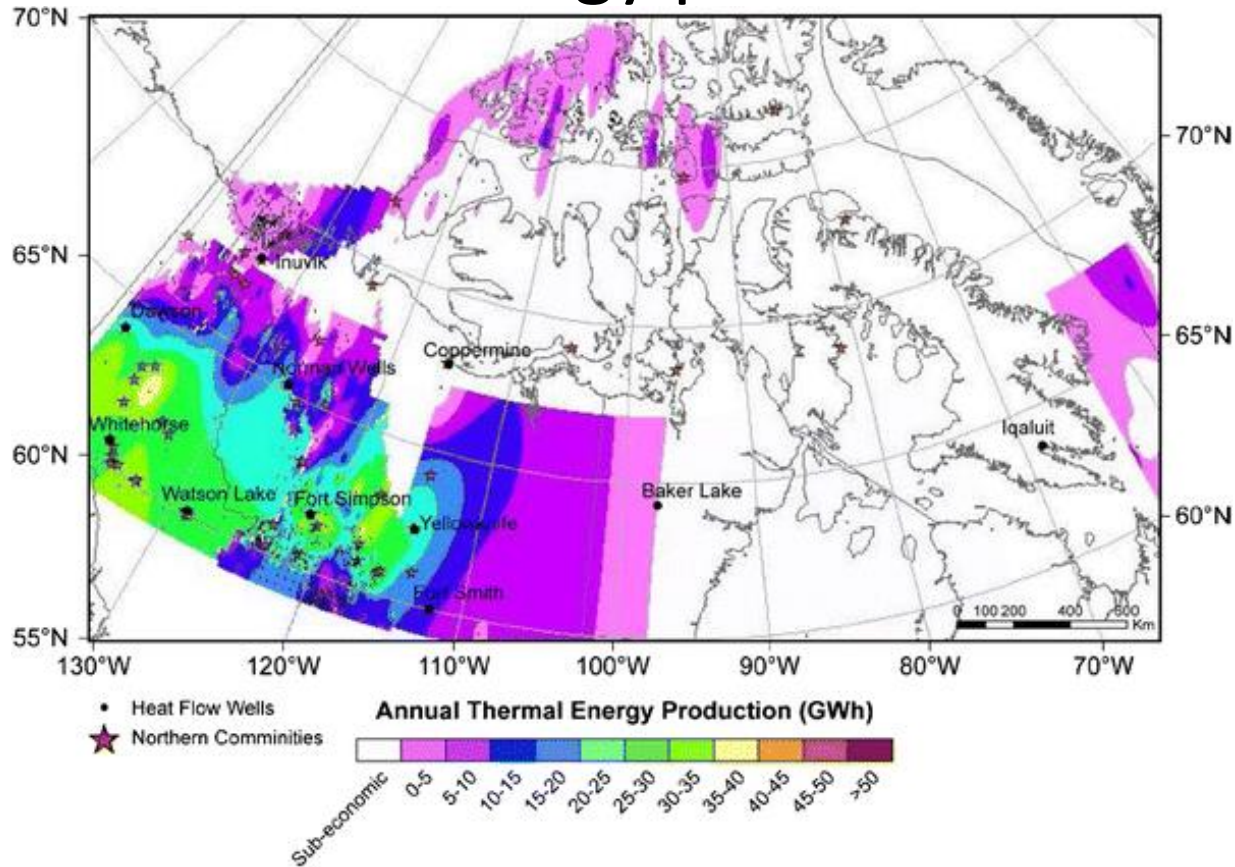 70°N
70°N
65°N
Inuvik
Dawson
65°N
Coppermine
Norman Wells
Whitehorse
Iqaluit
60°N
Watson Lake
Fort Simpson
Baker Lake
Yellowknife
60°N
Fort Smith
0 100 200 400 600
Km
55°N
130°W 120°W 110°W 100°W 90°W 80°W 70°W
Heat Flow Wells
Northern Comminities
Annual Thermal Energy Production (GWh)
Sub-economic 0-5 5-10 10-15 15-20 20-25 25-30 30-35 35-40 40-45 45-50 >50